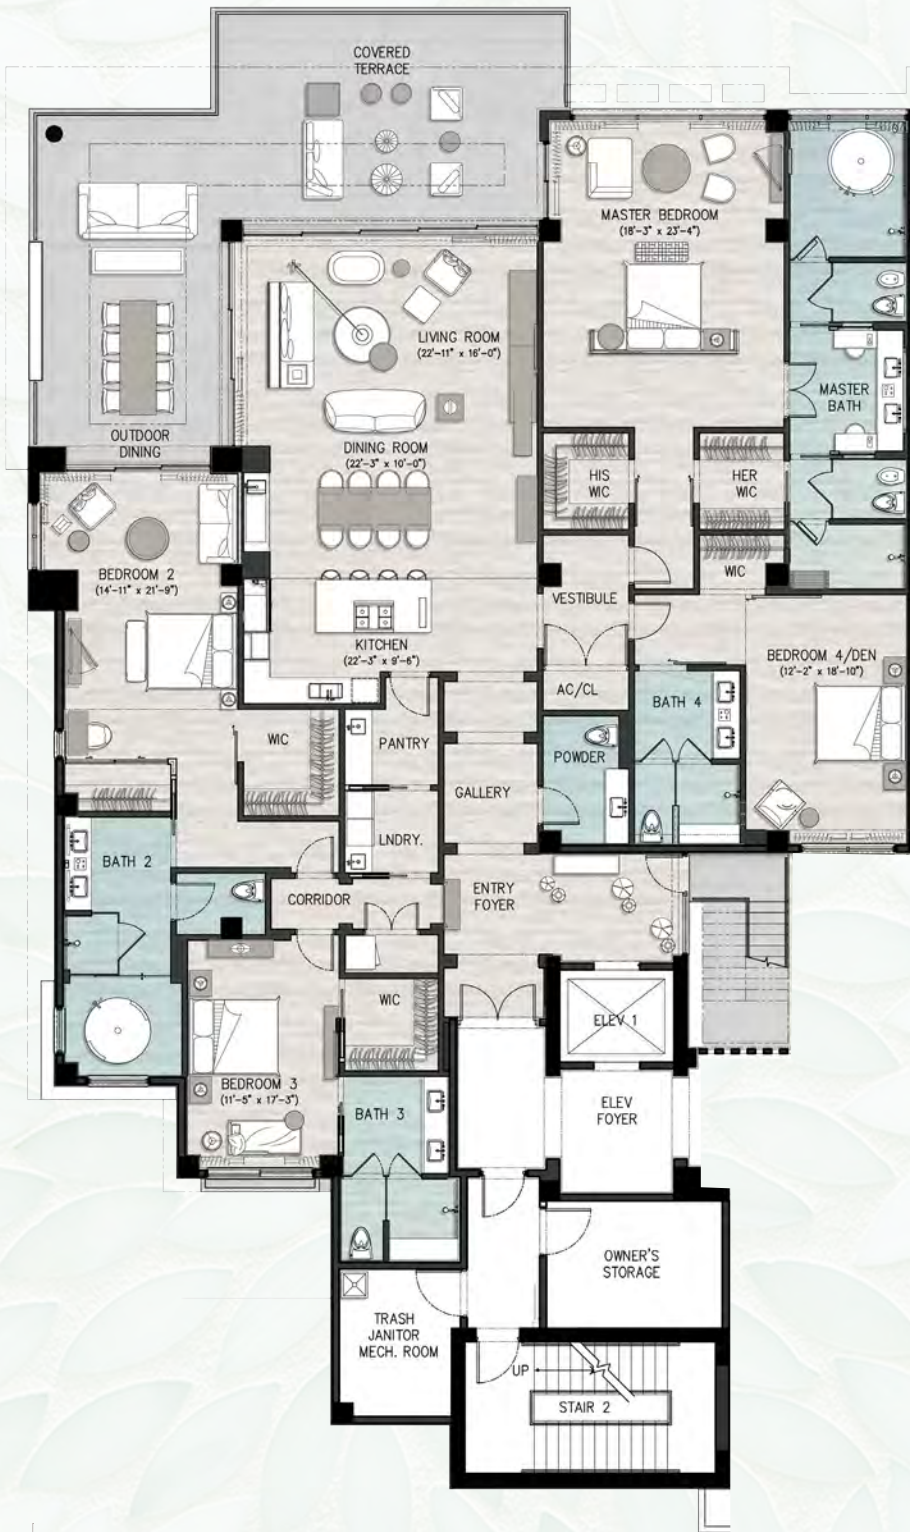 COVERED
TERRACE
MASTER BEDROOM
(18'-3" x 23'-4")
LIVING ROOM
(22'-11" x 16'-0")
MASTER
BATH
OUTDOOR
DINING
DINING ROOM
(22'-3" x 10'-0")
HIS
WIC
HER
WIC
BEDROOM 2
(14'-11" x 21'-9")
WIC
VESTIBULE
KITCHEN
(22'-3" x 9'-6")
BEDROOM 4/DEN
(12'-2" x 18'-10")
AC/CL
BATH 4
WIC
PANTRY
POWDER
GALLERY
LNDRY.
BATH 2
CORRIDOR
ENTRY
FOYER
WIC
ELEV 1
BEDROOM 3
(11'-5" x 17'-3")
BATH 3
ELEV
FOYER
OWNER'S
STORAGE
TRASH
JANITOR
MECH. ROOM
UP
STAIR 2